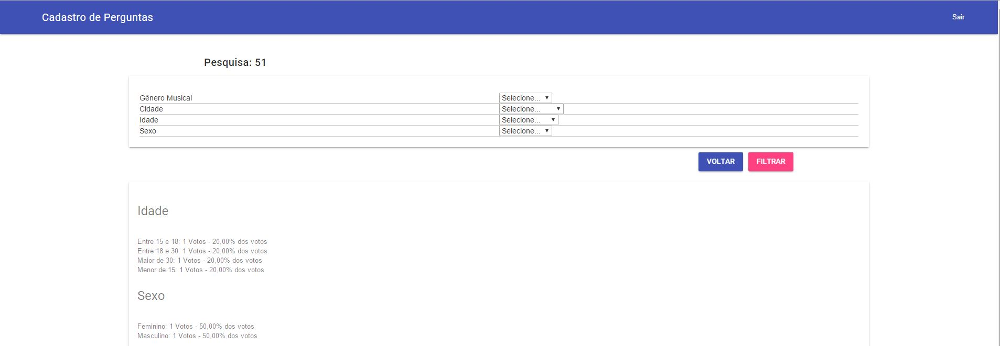 Cadastro de Perguntas
Sair
Pesquisa: 51
Gênero Musical Selecione...
Cidade Selecione...
Idade Selecione...
Sexo Selecione...
VOLTAR FILTRAR
Idade
Entre 15 e 18: 1 Votos - 20,00% dos votos
Entre 18 e 30: 1 Votos - 20,00% dos votos
Maior de 30: 1 Votos - 20,00% dos votos
Menor de 15: 1 Votos - 20,00% dos votos
Sexo
Feminino: 1 Votos - 50,00% dos votos
Masculino: 1 Votos - 50,00% dos votos